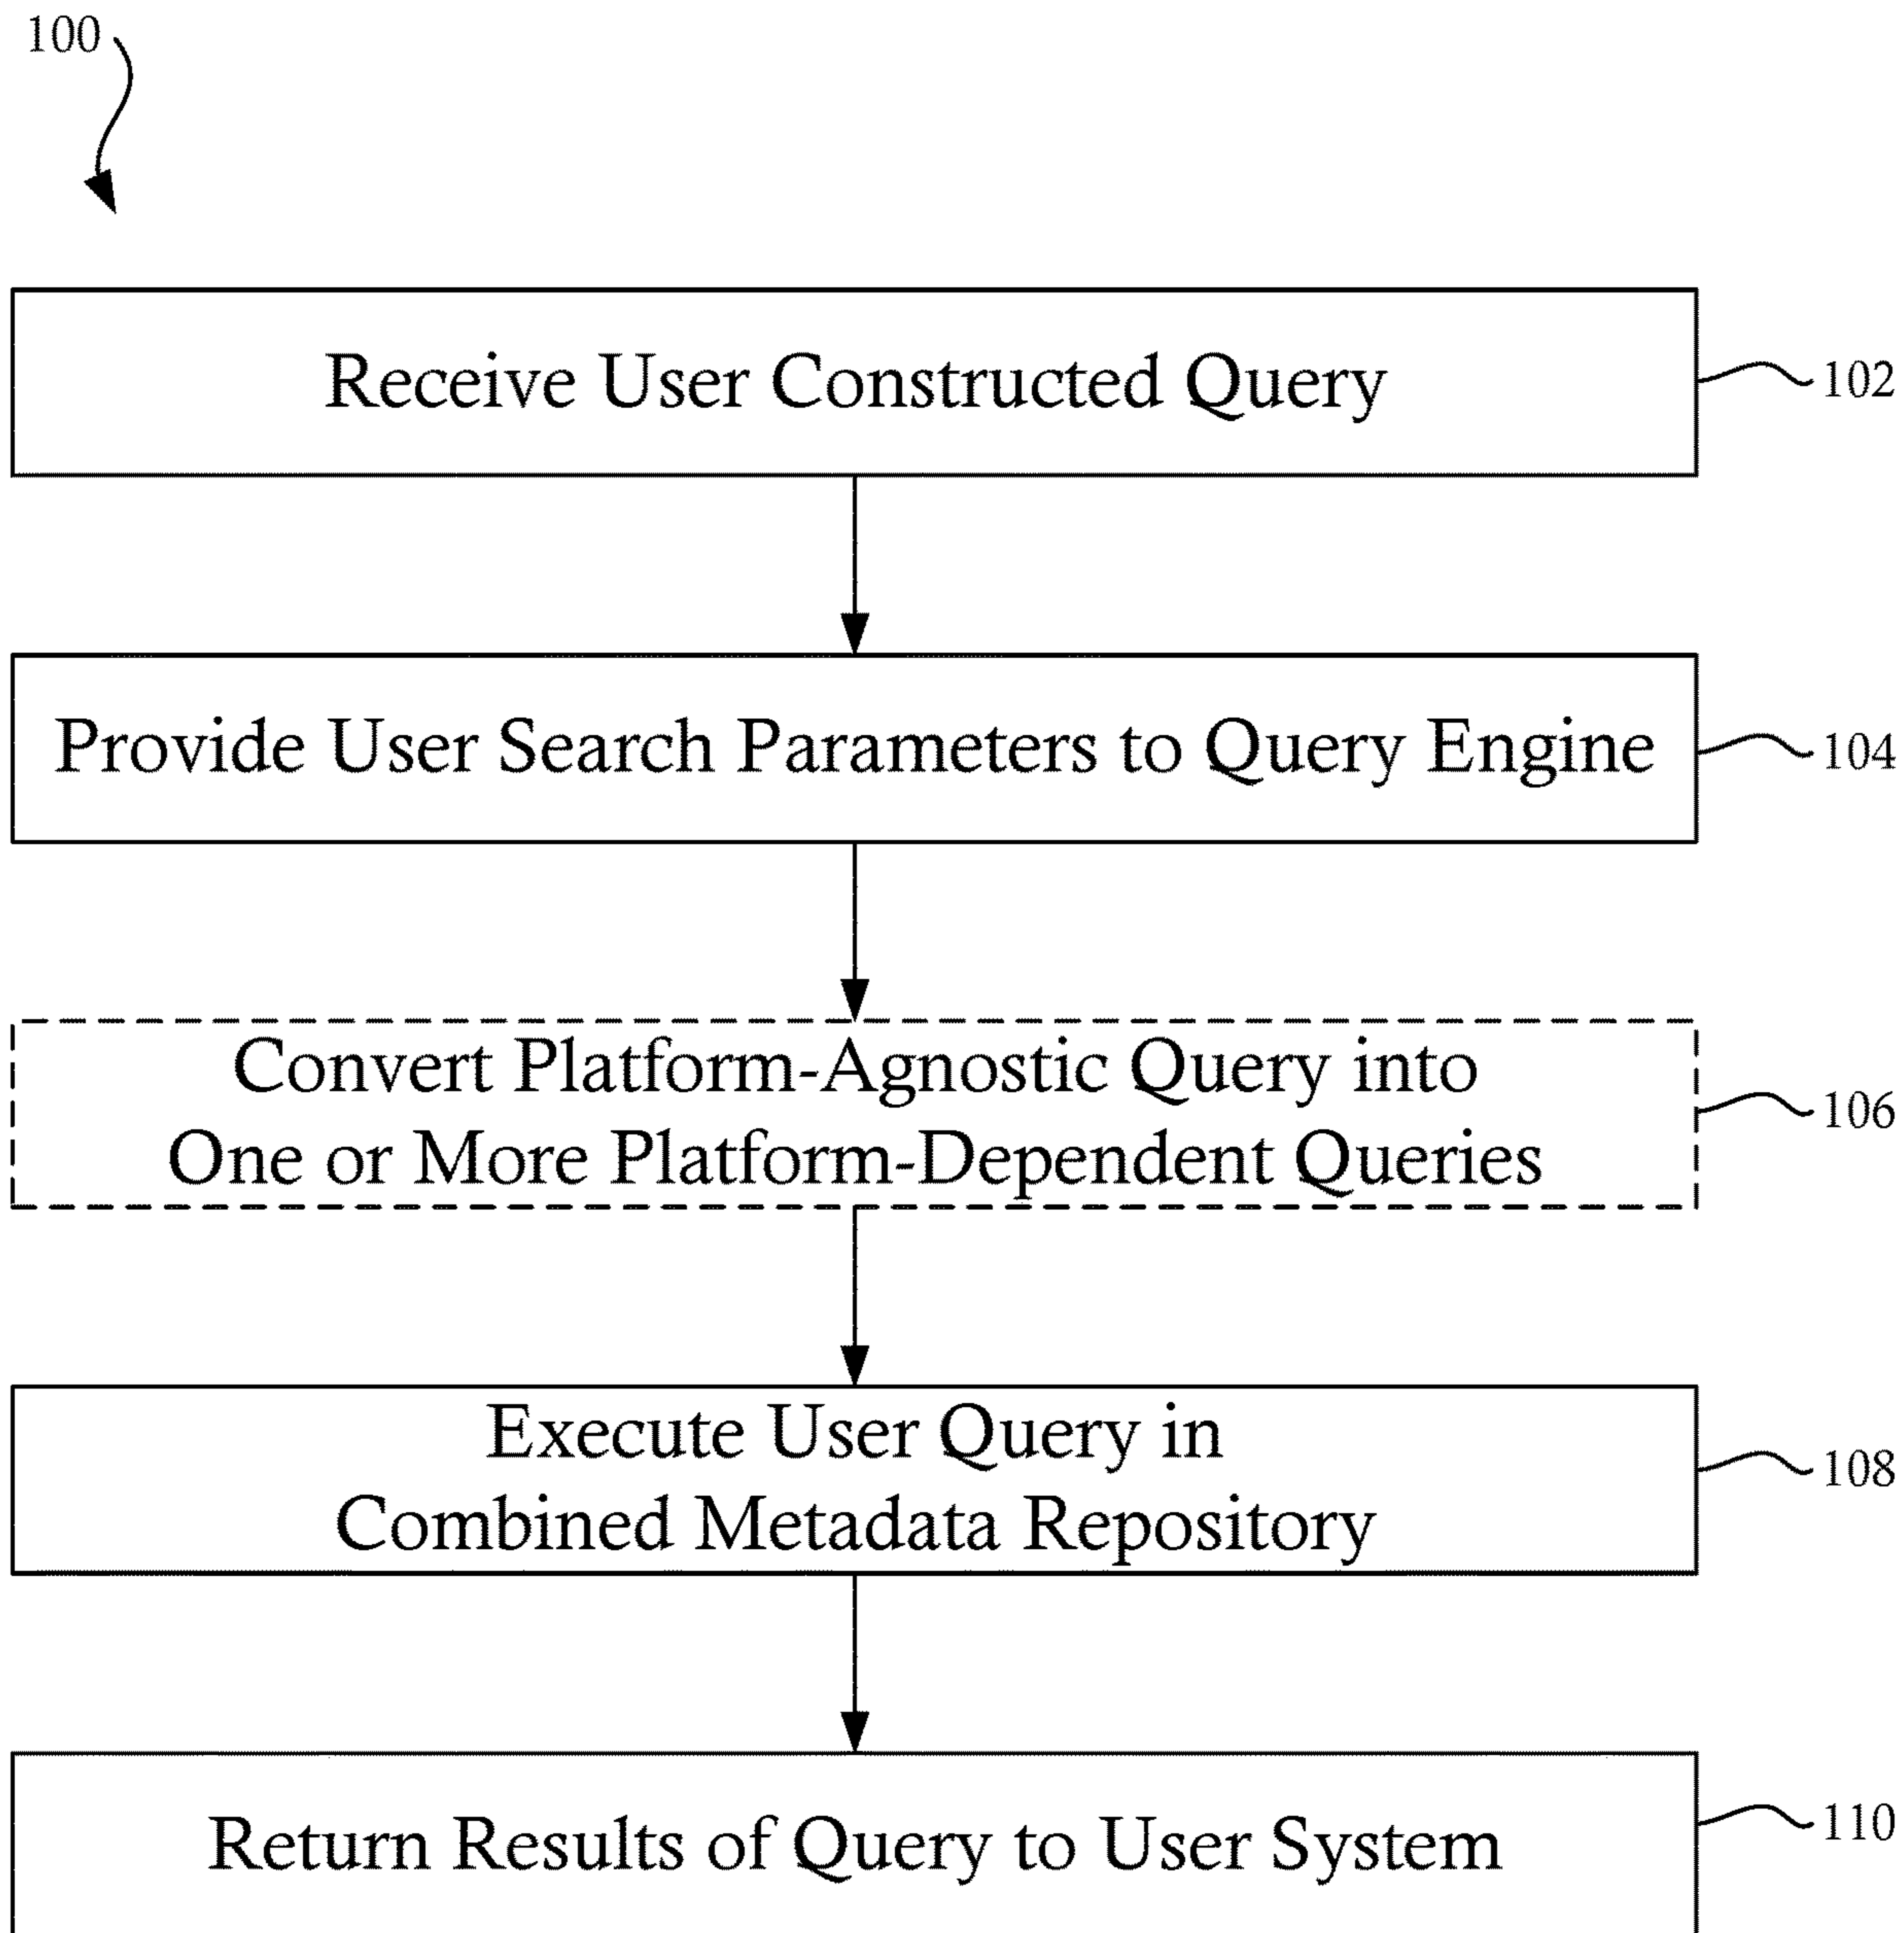 100
Receive User Constructed Query
102
Provide User Search Parameters to Query Engine
104
Convert Platform-Agnostic Query into
One or More Platform-Dependent Queries
106
Execute User Query in
Combined Metadata Repository
108
Return Results of Query to User System
110